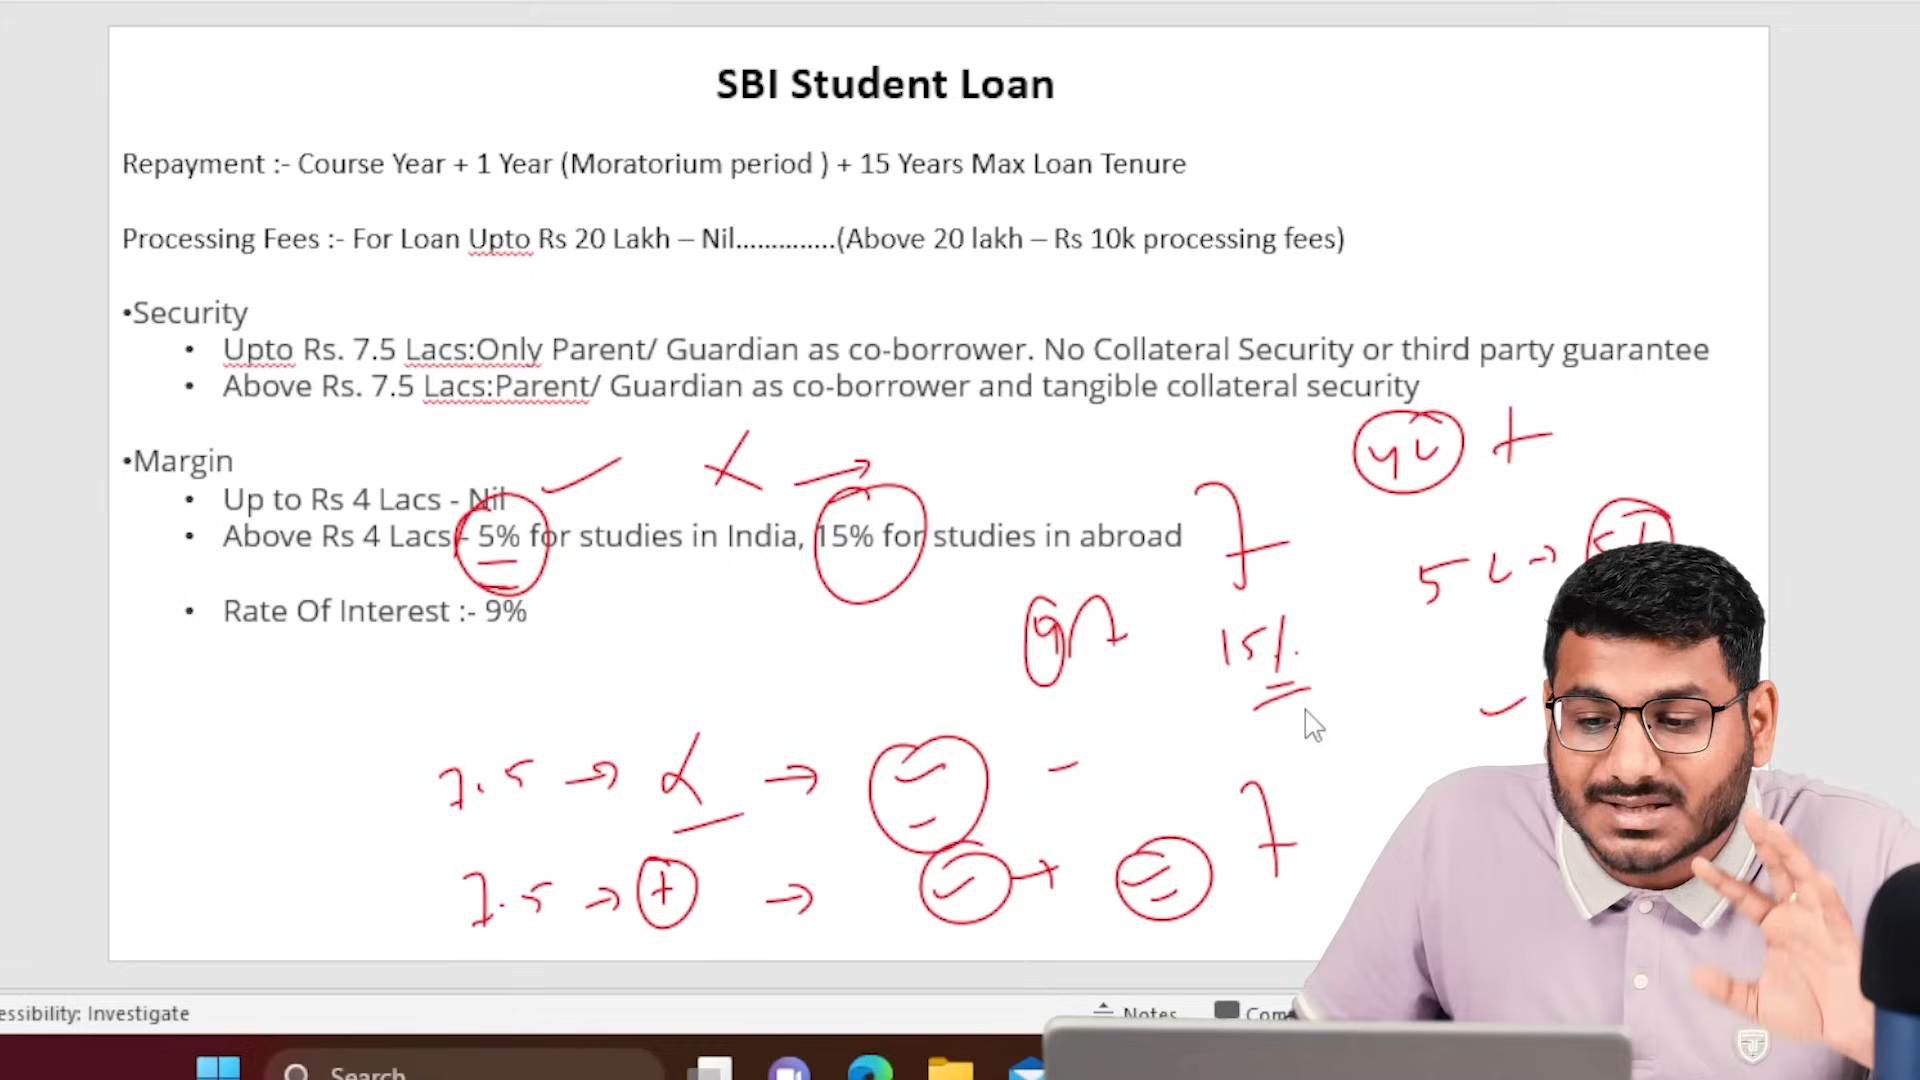 SBI Student Loan
Repayment :- Course Year + 1 Year (Moratorium period ) + 15 Years Max Loan Tenure
Processing Fees :- For Loan Upto Rs 20 Lakh – Nil..............(Above 20 lakh – Rs 10k processing fees)
•Security
• Upto Rs. 7.5 Lacs:Only Parent/ Guardian as co-borrower. No Collateral Security or third party guarantee
• Above Rs. 7.5 Lacs:Parent/ Guardian as co-borrower and tangible collateral security
4L +
•Margin
• Up to Rs 4 Lacs - Nil
• Above Rs 4 Lacs - 5% for studies in India, 15% for studies in abroad
5L →
• Rate Of Interest :- 9%
15%.
7.5 →
7.5 → + →
essibility: Investigate
Notes
Com
Search